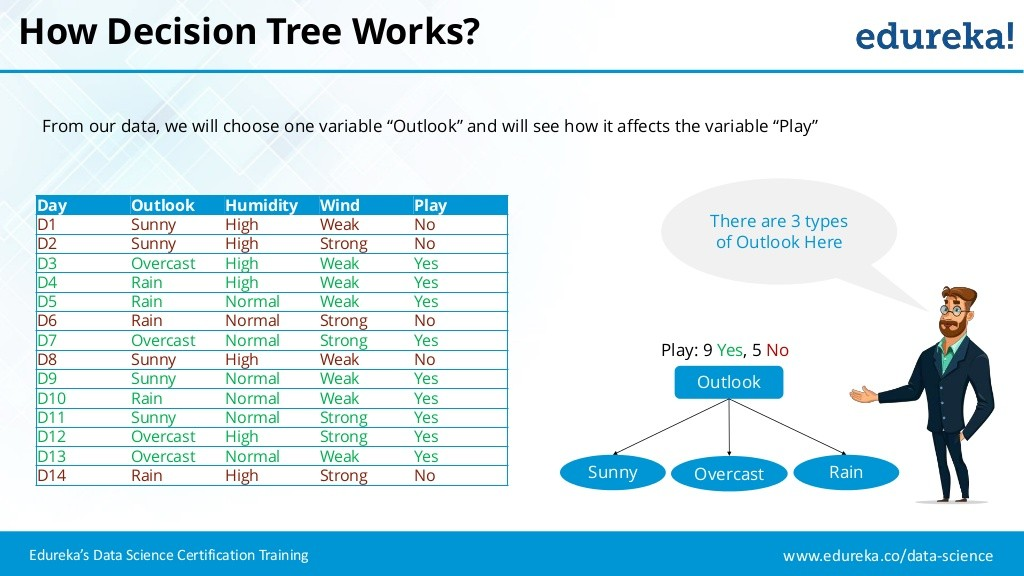 How Decision Tree Works?
edureka!
From our data, we will choose one variable “Outlook” and will see how it affects the variable “Play”
Day Outlook Humidity Wind Play
D1 Sunny High Weak No
D2 Sunny High Strong No
D3 Overcast High Weak Yes
D4 Rain High Weak Yes
D5 Rain Normal Weak Yes
D6 Rain Normal Strong No
D7 Overcast Normal Strong Yes
D8 Sunny High Weak No
D9 Sunny Normal Weak Yes
D10 Rain Normal Weak Yes
D11 Sunny Normal Strong Yes
D12 Overcast High Strong Yes
D13 Overcast Normal Weak Yes
D14 Rain High Strong No
There are 3 types
of Outlook Here
Play: 9 Yes, 5 No
Outlook
Sunny Overcast Rain
Edureka’s Data Science Certification Training
www.edureka.co/data-science